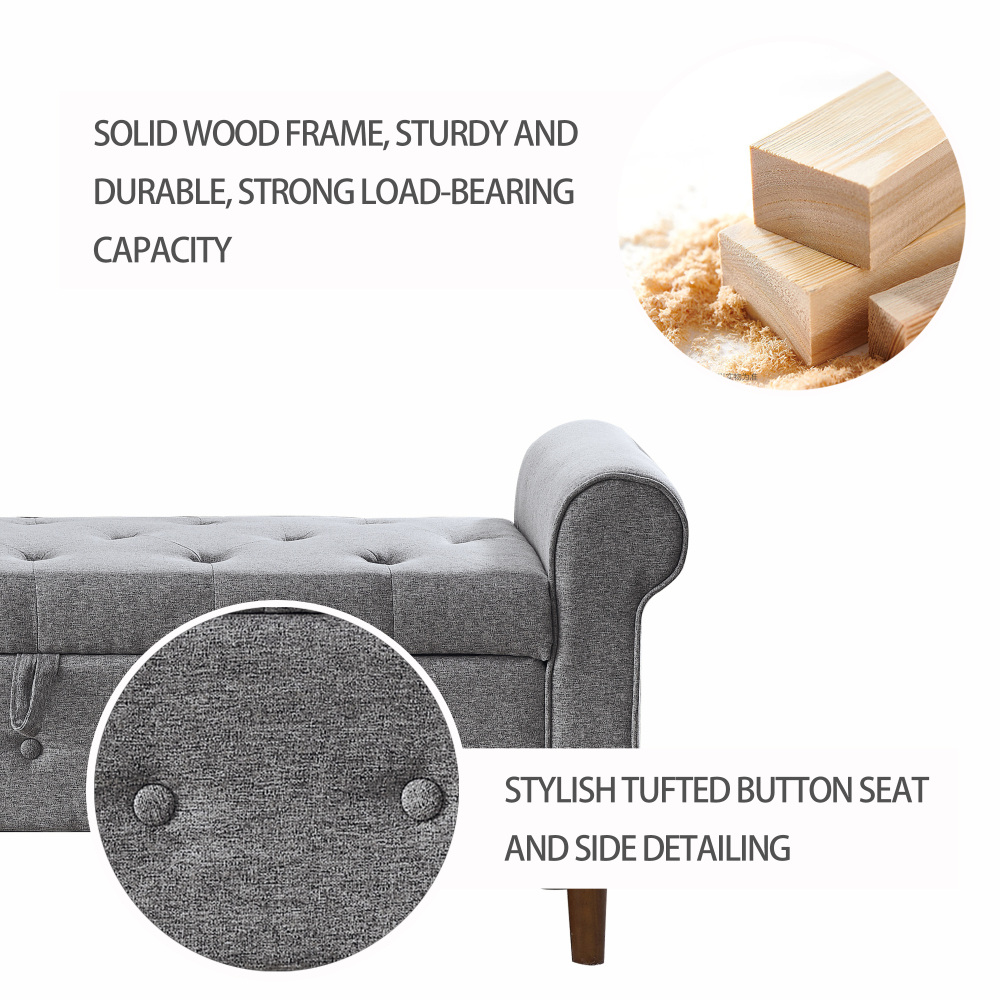 SOLID WOOD FRAME, STURDY AND
DURABLE, STRONG LOAD-BEARING
CAPACITY
STYLISH TUFTED BUTTON SEAT
AND SIDE DETAILING